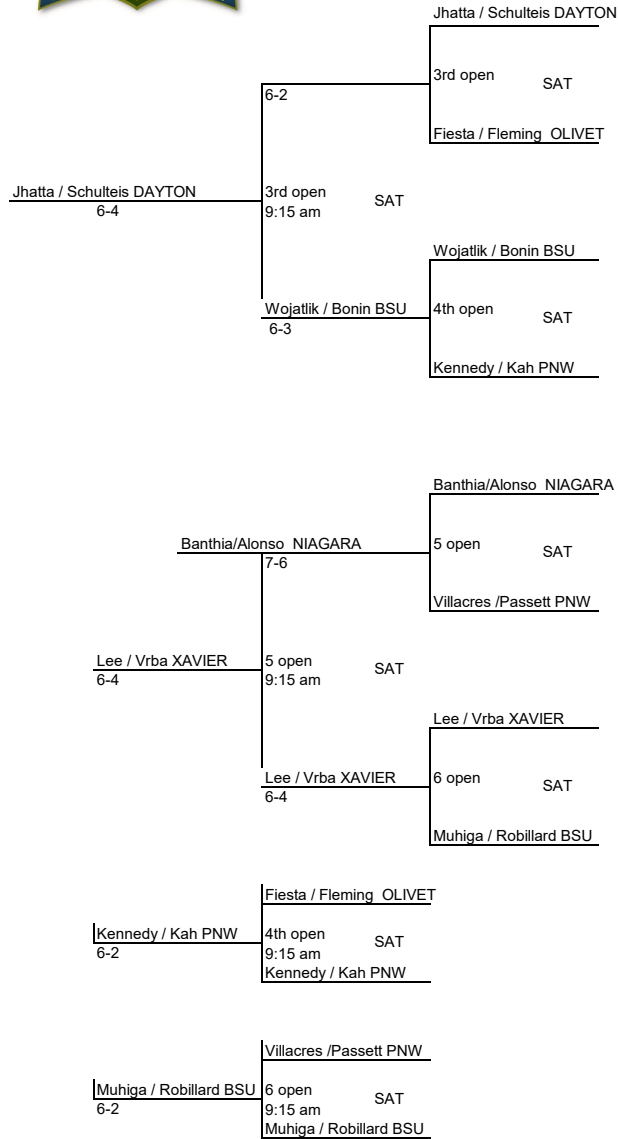 Jhatta / Schulteis DAYTON
3rd open
SAT
6-2
Fiesta / Fleming OLIVET
Jhatta / Schulteis DAYTON
6-4
3rd open
9:15 am
SAT
Wojatlik / Bonin BSU
Wojatlik / Bonin BSU
6-3
4th open
SAT
Kennedy / Kah PNW
Banthia/Alonso NIAGARA
Banthia/Alonso NIAGARA
7-6
5 open
SAT
Villacres /Passett PNW
Lee / Vrba XAVIER
6-4
5 open
9:15 am
SAT
Lee / Vrba XAVIER
Lee / Vrba XAVIER
6-4
6 open
SAT
Muhiga / Robillard BSU
Fiesta / Fleming OLIVET
Kennedy / Kah PNW
6-2
4th open
9:15 am
SAT
Kennedy / Kah PNW
Villacres /Passett PNW
Muhiga / Robillard BSU
6-2
6 open
9:15 am
SAT
Muhiga / Robillard BSU